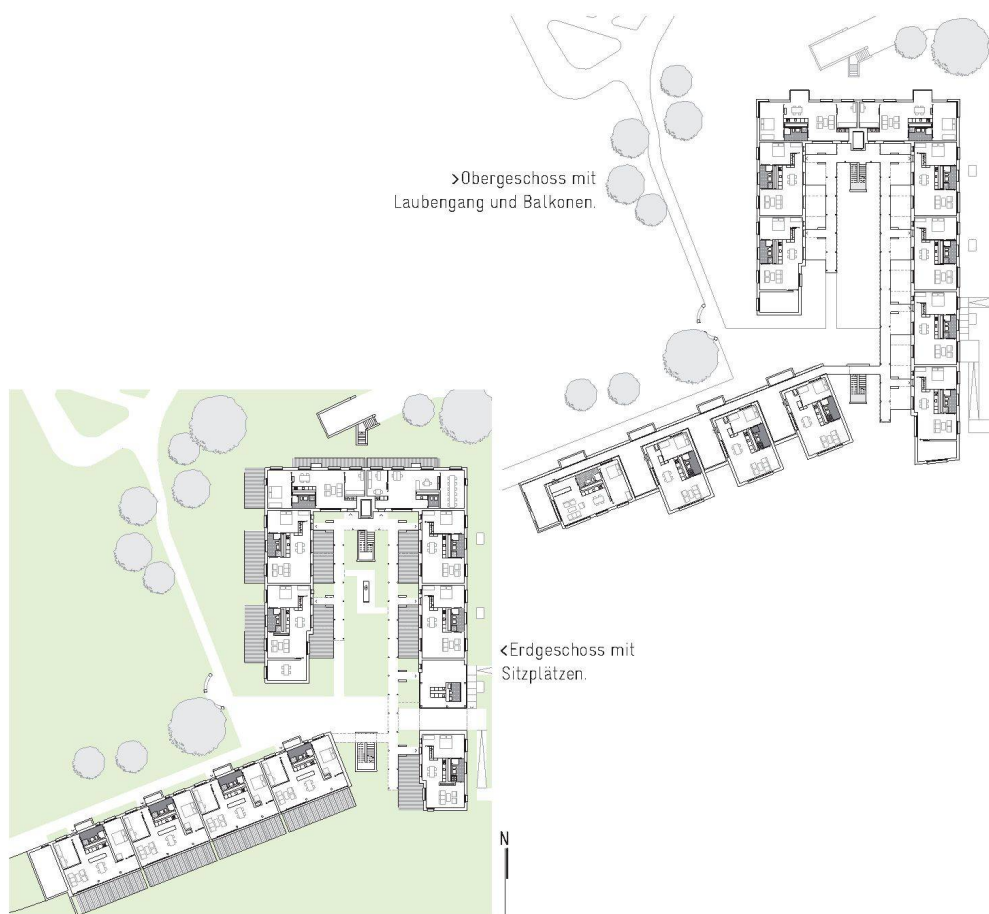 >Obergeschoss mit
Laubengang und Balkonen.
<Erdgeschoss mit
Sitzplätzen.
N